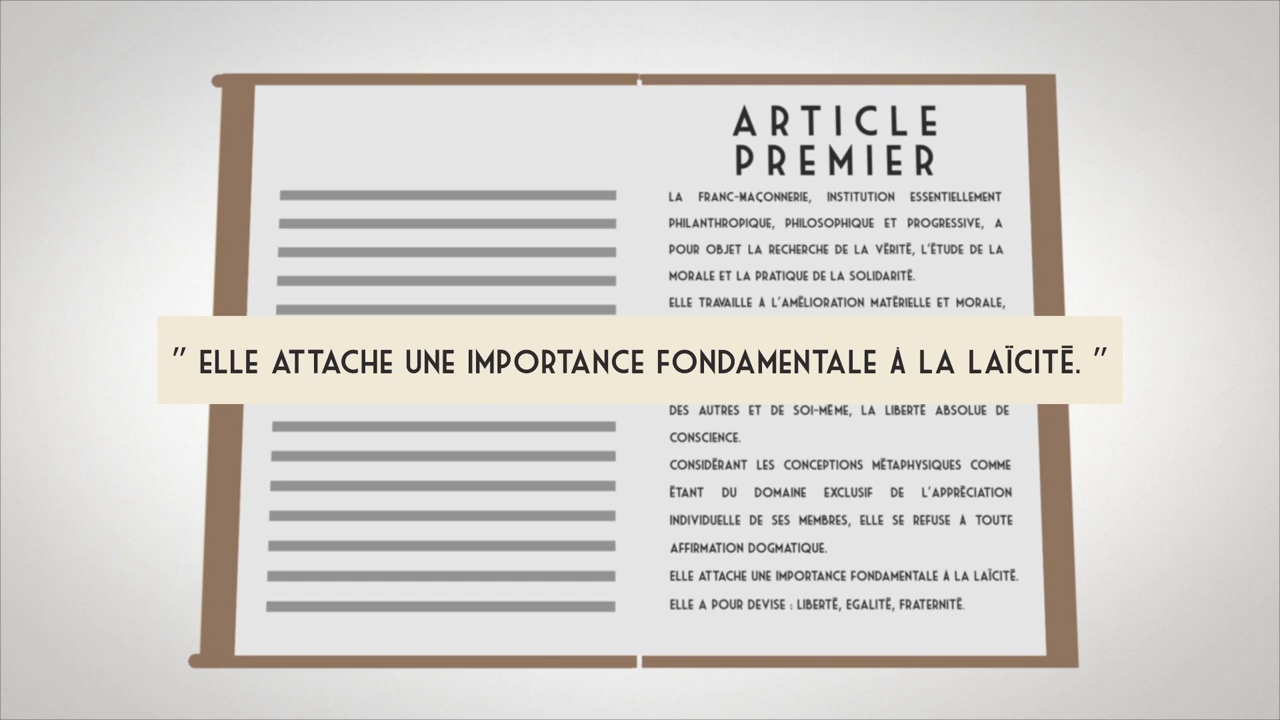 ARTICLE
PREMIER
LA FRANC-MAÇONNERIE, INSTITUTION ESSENTIELLEMENT
PHILANTHROPIQUE, PHILOSOPHIQUE ET PROGRESSIVE, A
POUR OBJET LA RECHERCHE DE LA VÉRITÉ, L'ÉTUDE DE LA
MORALE ET LA PRATIQUE DE LA SOLIDARITÉ.
ELLE TRAVAILLE À L'AMÉLIORATION MATÉRIELLE ET MORALE,
" ELLE ATTACHE UNE IMPORTANCE FONDAMENTALE À LA LAÏCITÉ. "
DES AUTRES ET DE SOI-MÊME, LA LIBERTÉ ABSOLUE DE
CONSCIENCE.
CONSIDÉRANT LES CONCEPTIONS MÉTAPHYSIQUES COMME
ÉTANT DU DOMAINE EXCLUSIF DE L'APPRÉCIATION
INDIVIDUELLE DE SES MEMBRES, ELLE SE REFUSE À TOUTE
AFFIRMATION DOGMATIQUE.
ELLE ATTACHE UNE IMPORTANCE FONDAMENTALE À LA LAÏCITÉ.
ELLE A POUR DEVISE : LIBERTÉ, EGALITÉ, FRATERNITÉ.